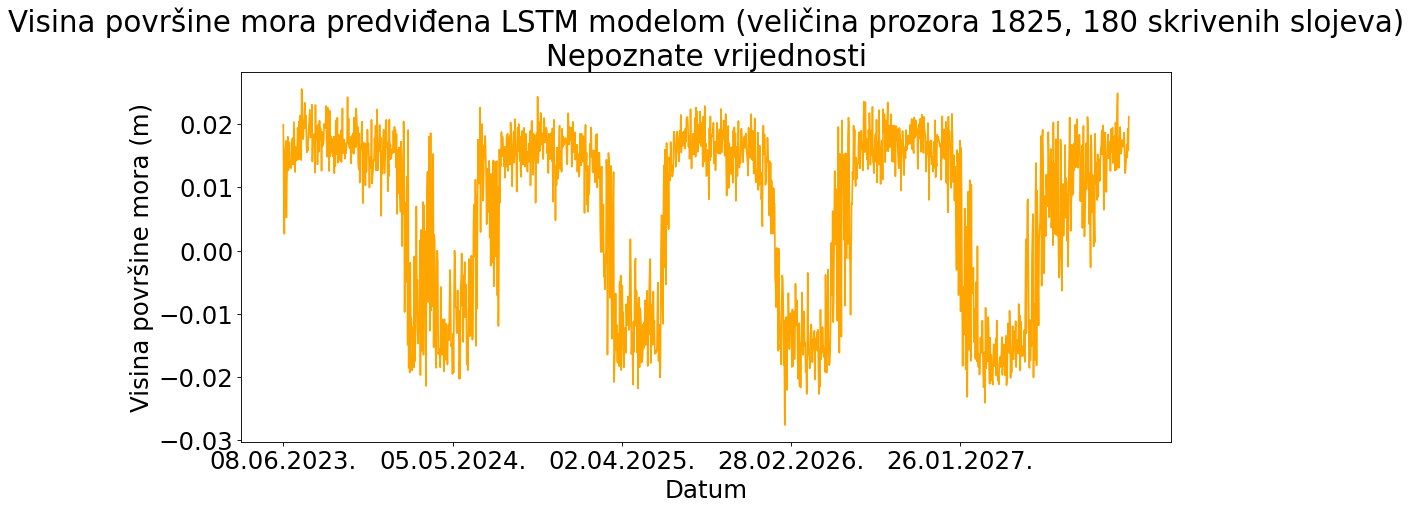 Visina površine mora predviđena LSTM modelom (veličina prozora 1825, 180 skrivenih slojeva)
Nepoznate vrijednosti
Visina površine mora (m)
0.02
0.01
0.00
−0.01
−0.02
−0.03
08.06.2023. 05.05.2024. 02.04.2025. 28.02.2026. 26.01.2027.
Datum